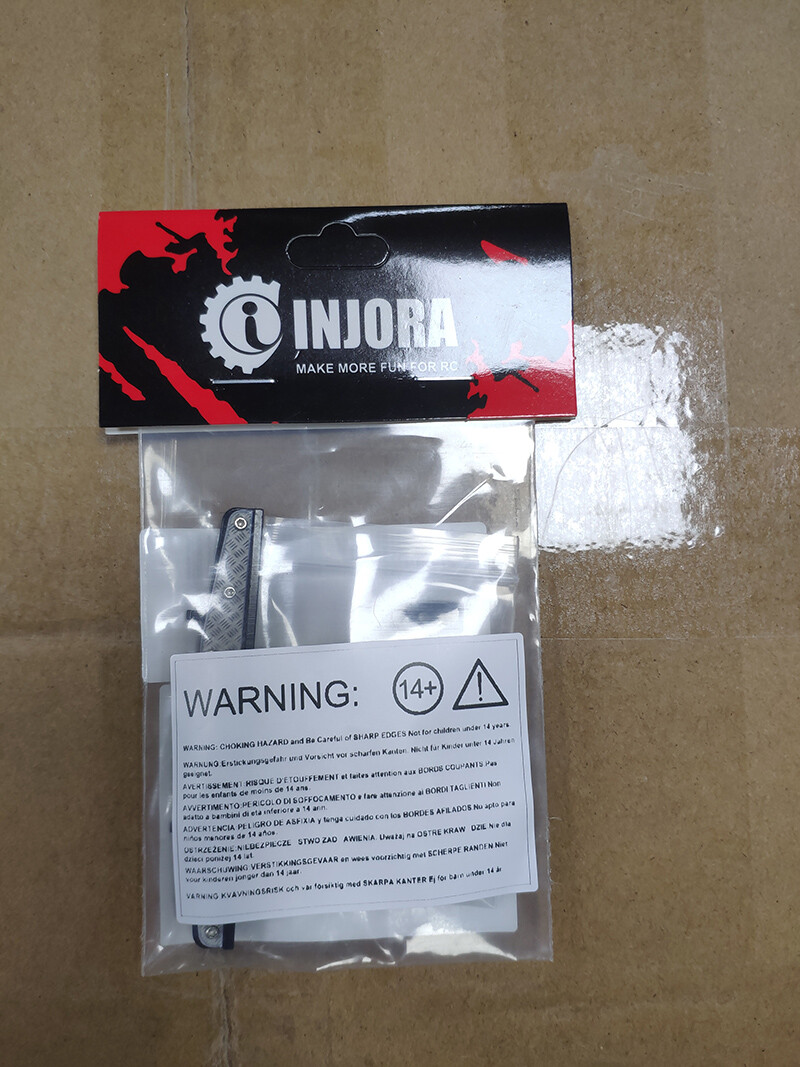 i INJORA
MAKE MORE FUN FOR RC
WARNING:
14+
!
WARNING: CHOKING HAZARD and Be Careful of SHARP EDGES Not for children under 14 years
WARNUNG:Erstickungsgefahr und Vorsicht vor scharfen Kanten. Nicht für Kinder unter 14 Jahren
geeignet.
AVERTISSEMENT:RISQUE D'ETOUFFEMENT et faites attention aux BORDS COUPANTS.Pas
pour les enfants de moins de 14 ans.
AVVERTIMENTO:PERICOLO DI SOFFOCAMENTO e fare attenzione ai BORDI TAGLIENTI Non
adatto a bambini di età inferiore a 14 anni.
ADVERTENCIA:PELIGRO DE ASFIXIA y tenga cuidado con los BORDES AFILADOS No apto para
niños menores de 14 años.
OSTRZEŻENIE:NIEBEZPIECZE STWO ZAD AWIENIA. Uważaj na OSTRE KRAW DZIE Nie dla
dzieci poniżej 14 lat.
WAARSCHUWING:VERSTIKKINGSGEVAAR en wees voorzichtig met SCHERPE RANDEN Niet
voor kinderen jonger dan 14 jaar.
VARNING KVÄVNINGSRISK och var försiktig med SKARPA KANTER Ej för barn under 14 år